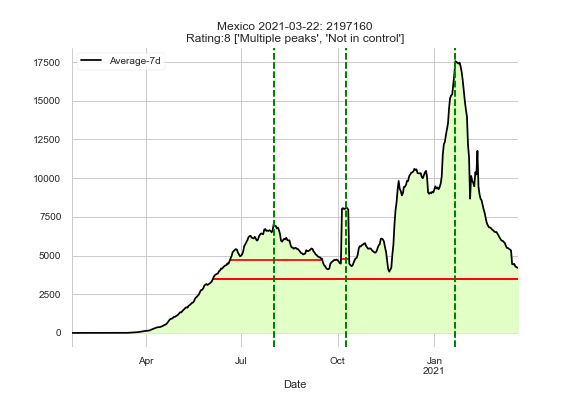 Mexico 2021-03-22: 2197160
Rating:8 ['Multiple peaks', 'Not in control']
Average-7d
17500
15000
12500
10000
7500
5000
2500
0
Apr
Jul
Oct
Jan
2021
Date